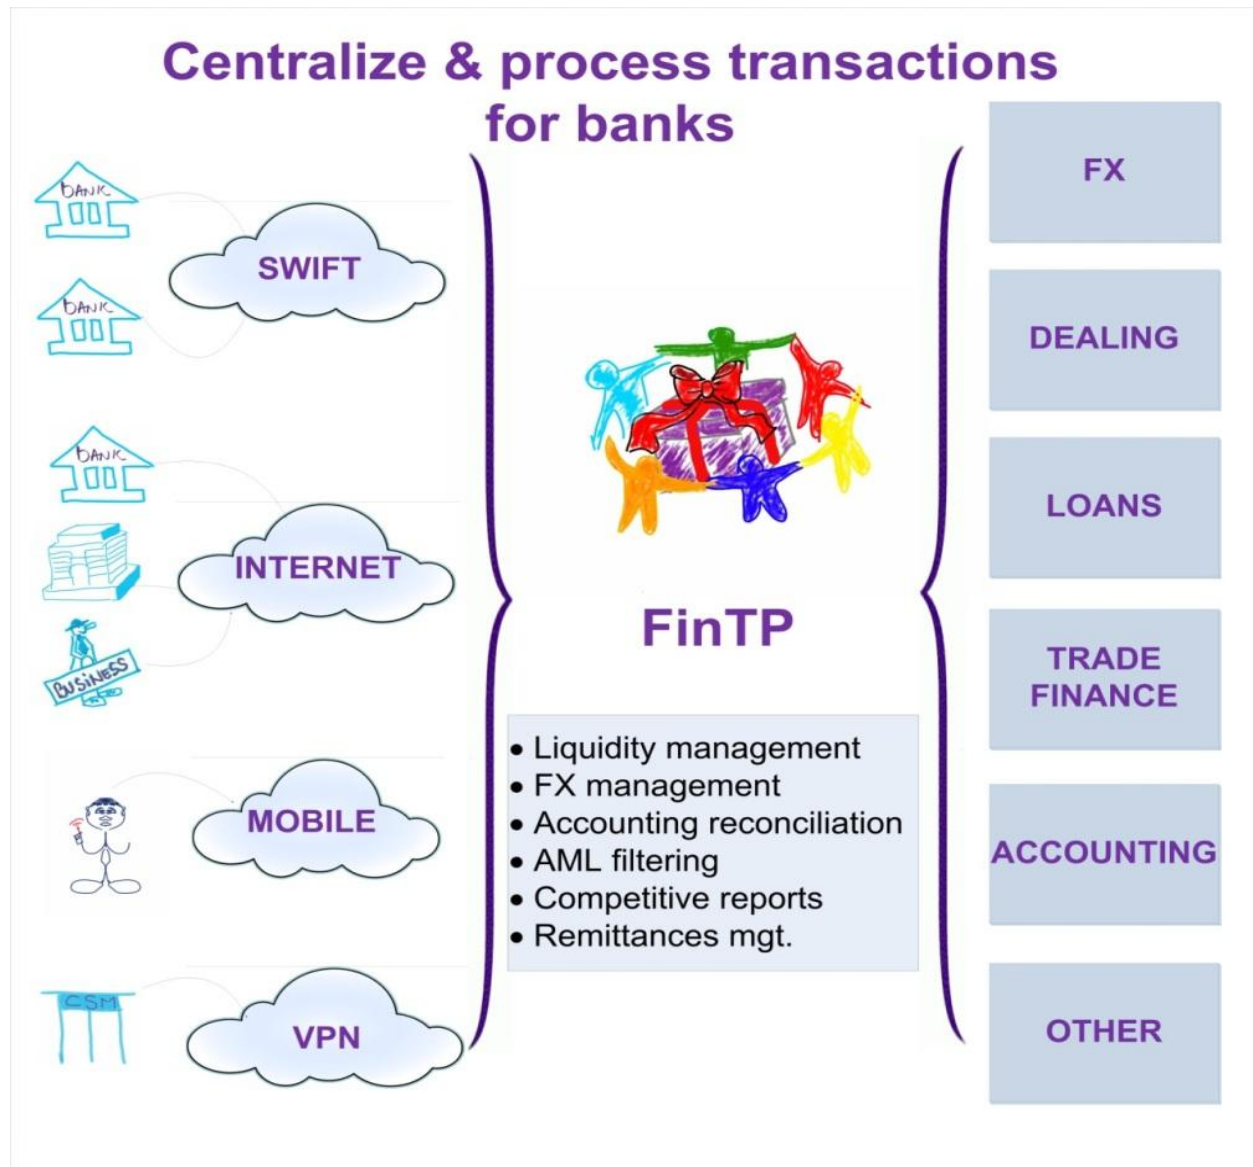 Centralize & process transactions
for banks
BANK
SWIFT
BANK
BANK
INTERNET
BUSINESS
MOBILE
CSM
VPN
FinTP
• Liquidity management
• FX management
• Accounting reconciliation
• AML filtering
• Competitive reports
• Remittances mgt.
FX
DEALING
LOANS
TRADE
FINANCE
ACCOUNTING
OTHER